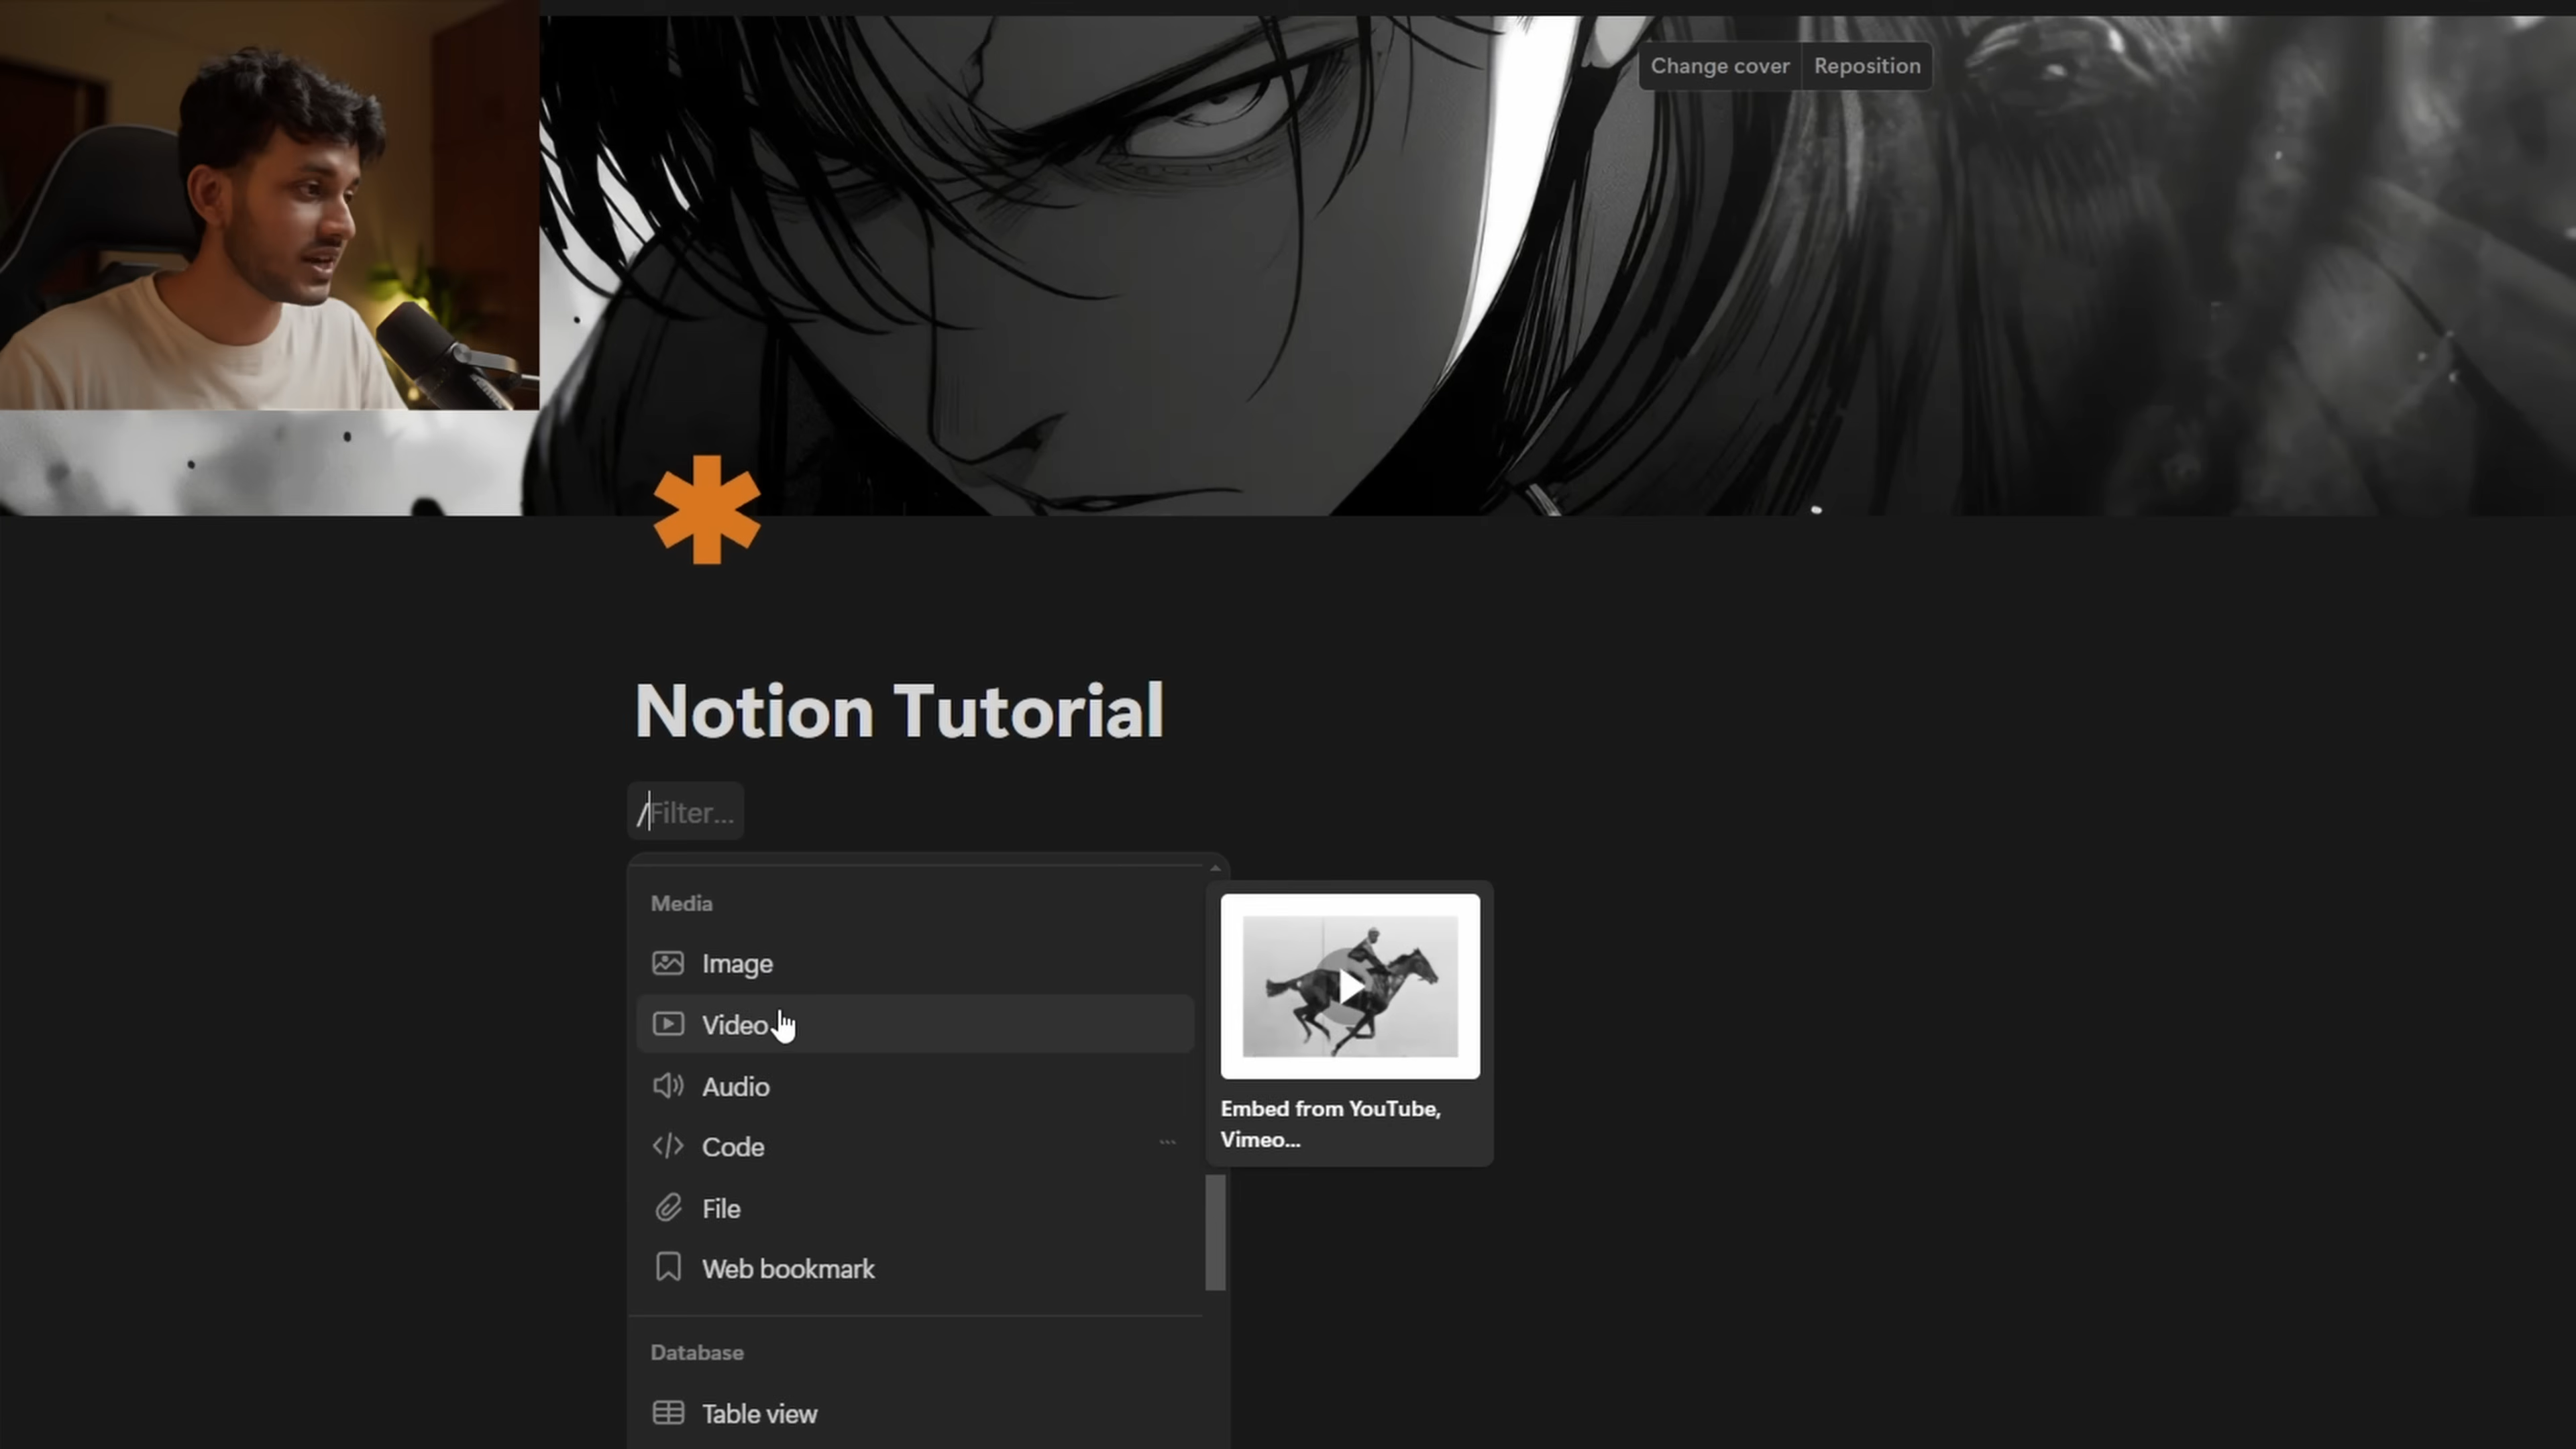 Change cover Reposition
Notion Tutorial
/Filter...
Media
Image
Video
Audio
Code
File
Web bookmark
Embed from YouTube,
Vimeo...
Database
Table view